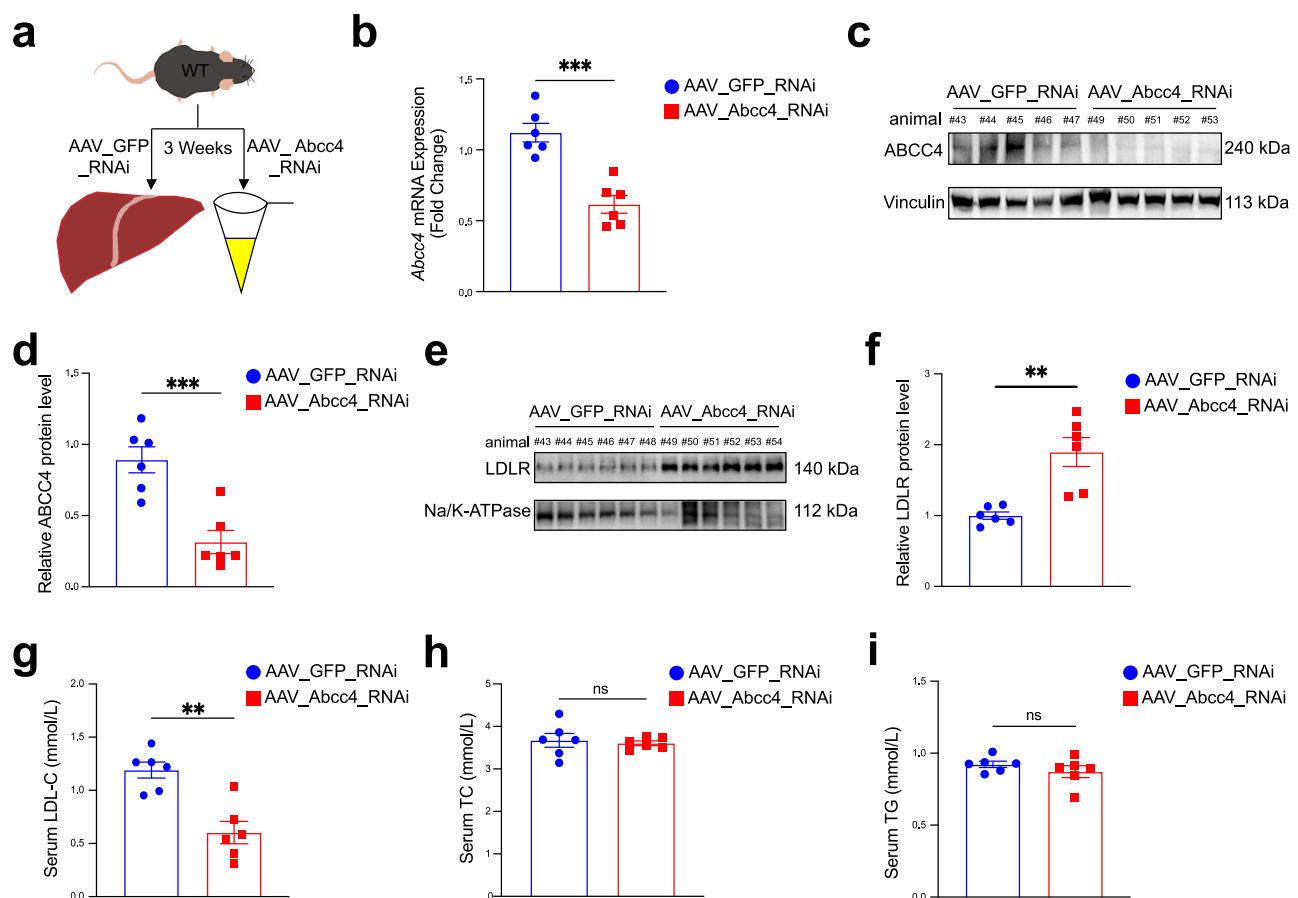 a
WT
AAV_GFP
_RNAi
3 Weeks
AAV_Abcc4
_RNAi
b
Abcc4 mRNA Expression
(Fold Change)
1.5
1.0
0.5
0.0
***
AAV_GFP_RNAi
AAV_Abcc4_RNAi
c
AAV_GFP_RNAi AAV_Abcc4_RNAi
animal #43 #44 #45 #46 #47 #49 #50 #51 #52 #53
ABCC4 240 kDa
Vinculin 113 kDa
d
Relative ABCC4 protein level
1.5
1.0
0.5
0.0
***
AAV_GFP_RNAi
AAV_Abcc4_RNAi
e
AAV_GFP_RNAi AAV_Abcc4_RNAi
animal #43 #44 #45 #46 #47 #48 #49 #50 #51 #52 #53 #54
LDLR 140 kDa
Na/K-ATPase 112 kDa
f
Relative LDLR protein level
3
2
1
0
**
AAV_GFP_RNAi
AAV_Abcc4_RNAi
g
Serum LDL-C (mmol/L)
2.0
1.5
1.0
0.5
0.0
**
AAV_GFP_RNAi
AAV_Abcc4_RNAi
h
Serum TC (mmol/L)
5
4
3
2
1
0
ns
AAV_GFP_RNAi
AAV_Abcc4_RNAi
i
Serum TG (mmol/L)
1.5
1.0
0.5
0.0
ns
AAV_GFP_RNAi
AAV_Abcc4_RNAi